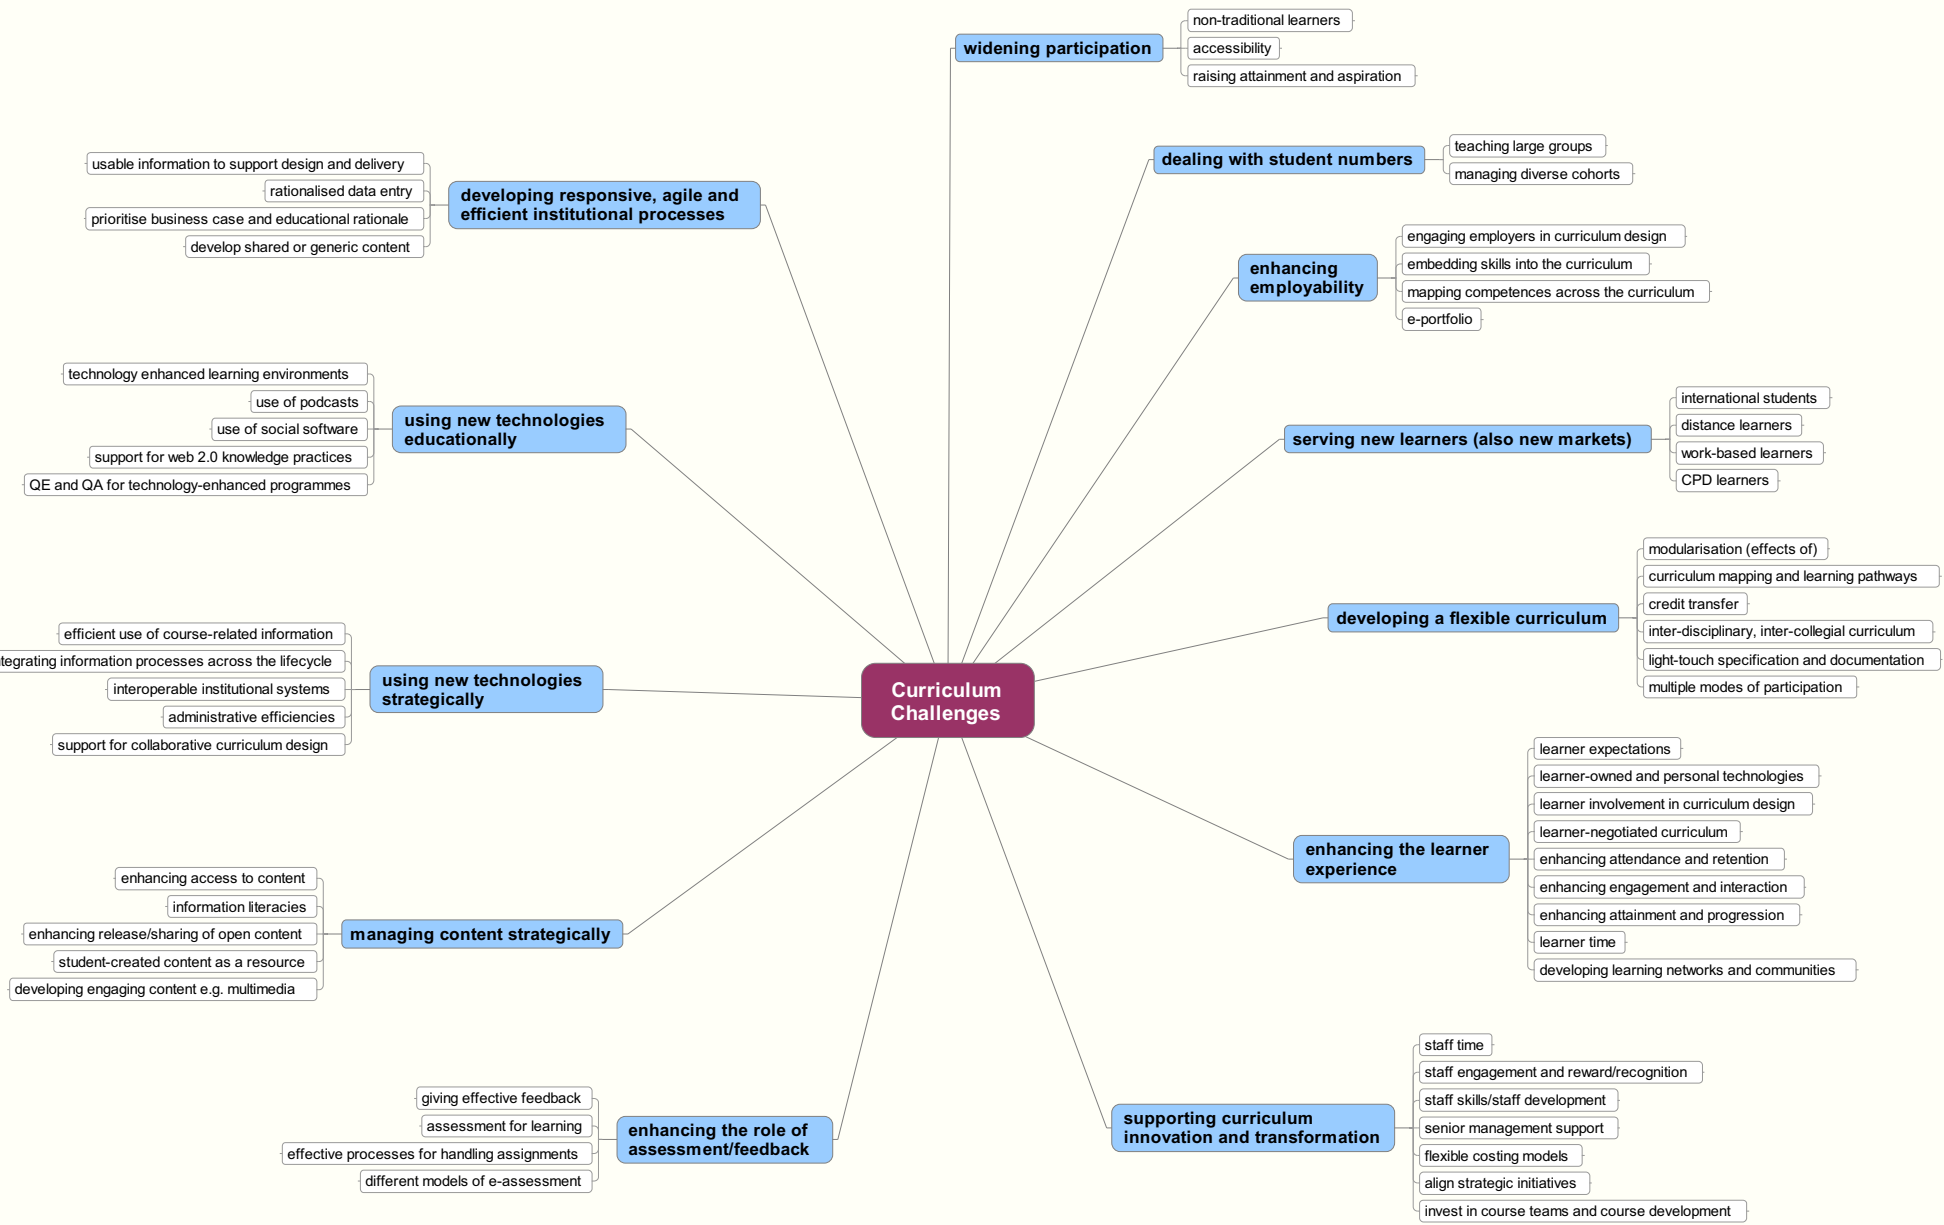 Curriculum
Challenges
widening participation
non-traditional learners
accessibility
raising attainment and aspiration
dealing with student numbers
teaching large groups
managing diverse cohorts
enhancing
employability
engaging employers in curriculum design
embedding skills into the curriculum
mapping competences across the curriculum
e-portfolio
serving new learners (also new markets)
international students
distance learners
work-based learners
CPD learners
developing a flexible curriculum
modularisation (effects of)
curriculum mapping and learning pathways
credit transfer
inter-disciplinary, inter-collegial curriculum
light-touch specification and documentation
multiple modes of participation
enhancing the learner
experience
learner expectations
learner-owned and personal technologies
learner involvement in curriculum design
learner-negotiated curriculum
enhancing attendance and retention
enhancing engagement and interaction
enhancing attainment and progression
learner time
developing learning networks and communities
supporting curriculum
innovation and transformation
staff time
staff engagement and reward/recognition
staff skills/staff development
senior management support
flexible costing models
align strategic initiatives
invest in course teams and course development
developing responsive, agile and
efficient institutional processes
usable information to support design and delivery
rationalised data entry
prioritise business case and educational rationale
develop shared or generic content
using new technologies
educationally
technology enhanced learning environments
use of podcasts
use of social software
support for web 2.0 knowledge practices
QE and QA for technology-enhanced programmes
using new technologies
strategically
efficient use of course-related information
tegrating information processes across the lifecycle
interoperable institutional systems
administrative efficiencies
support for collaborative curriculum design
managing content strategically
enhancing access to content
information literacies
enhancing release/sharing of open content
student-created content as a resource
developing engaging content e.g. multimedia
enhancing the role of
assessment/feedback
giving effective feedback
assessment for learning
effective processes for handling assignments
different models of e-assessment